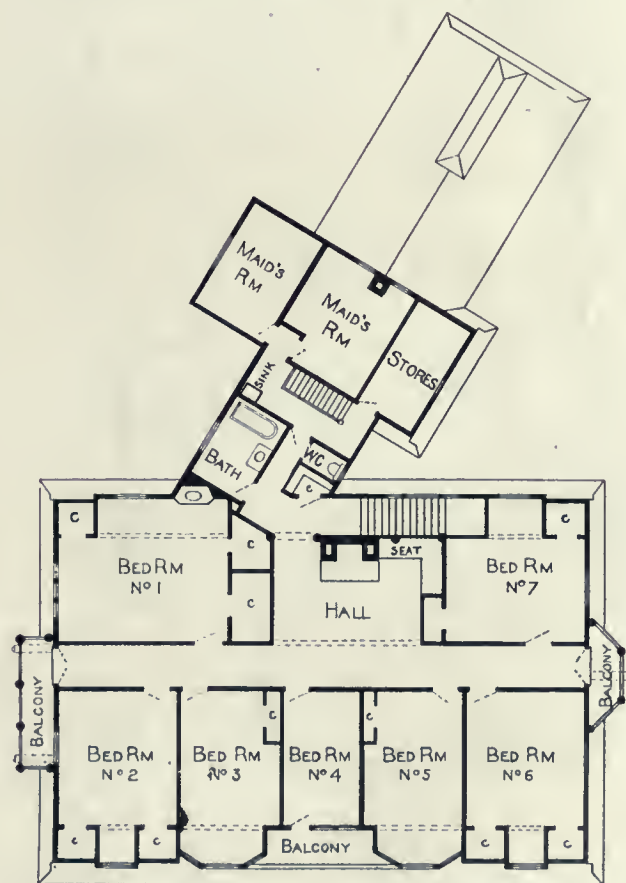 MAID'S
RM
MAID'S
RM
STORES
SINK
BATH
WC
C
C
C
C
C
SEAT
BED RM
No 1
HALL
BED RM
No 7
BALCONY
BALCONY
C
C
BED RM
No 2
BED RM
No 3
BED RM
No 4
BED RM
No 5
BED RM
No 6
C
C
C
C
BALCONY